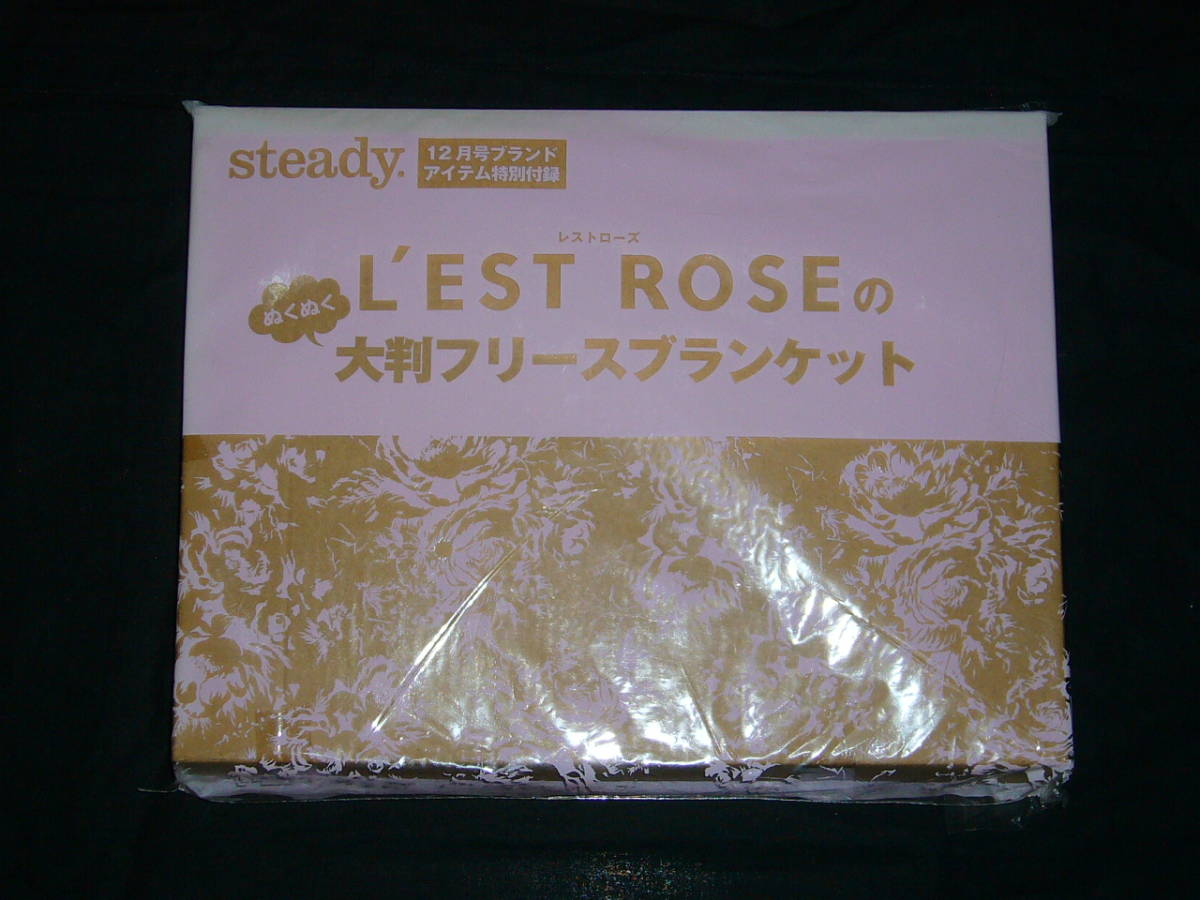 steady.
12月号ブランド
アイテム特別付録
レストローズ
L'EST ROSEの
ぬくぬく
大判フリースブランケット